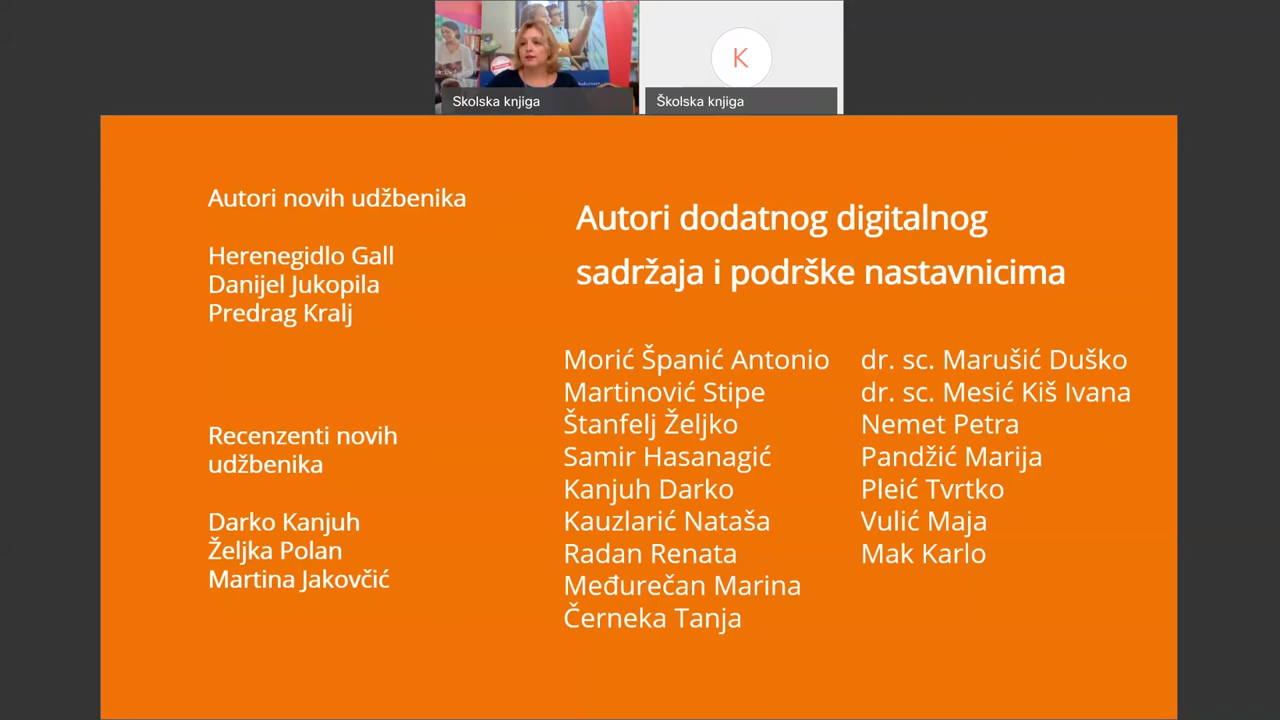 Skolska knjiga
K
Školska knjiga
Autori novih udžbenika
Herenegidlo Gall
Danijel Jukopila
Predrag Kralj
Recenzenti novih
udžbenika
Darko Kanjuh
Željka Polan
Martina Jakovčić
Autori dodatnog digitalnog
sadržaja i podrške nastavnicima
Morić Španić Antonio
Martinović Stipe
Štanfelj Željko
Samir Hasanagić
Kanjuh Darko
Kauzlarić Nataša
Radan Renata
Međurečan Marina
Černeka Tanja
dr. sc. Marušić Duško
dr. sc. Mesić Kiš Ivana
Nemet Petra
Pandžić Marija
Pleić Tvrtko
Vulić Maja
Mak Karlo